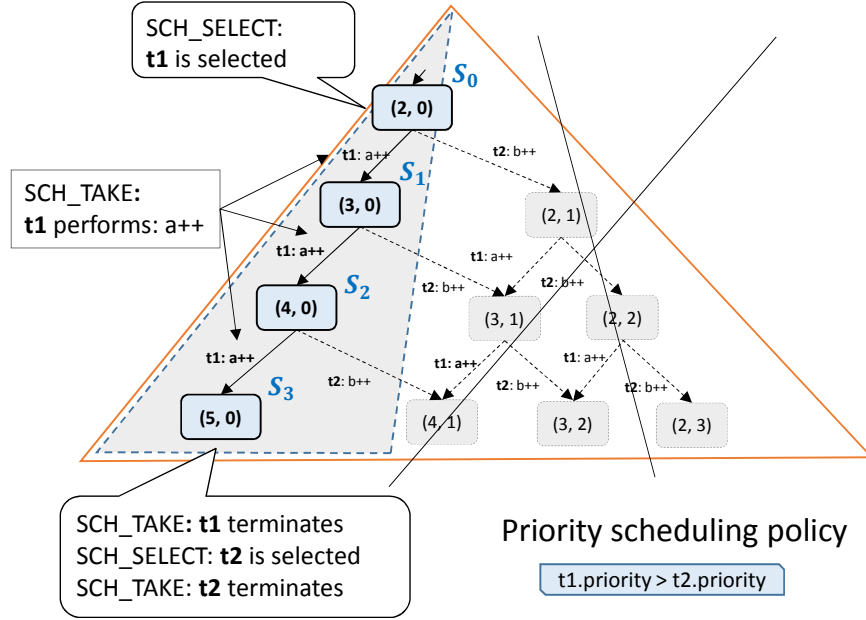 SCH_SELECT:
t1 is selected
S0
(2, 0)
t1: a++
t2: b++
S1
SCH_TAKE:
t1 performs: a++
(3, 0)
(2, 1)
t1: a++
t1: a++
t2: b++
t2: b++
S2
(4, 0)
(3, 1)
(2, 2)
t1: a++
t1: a++
t1: a++
t2: b++
t2: b++
t2: b++
S3
(5, 0)
(4, 1)
(3, 2)
(2, 3)
SCH_TAKE: t1 terminates
SCH_SELECT: t2 is selected
SCH_TAKE: t2 terminates
Priority scheduling policy
t1.priority > t2.priority